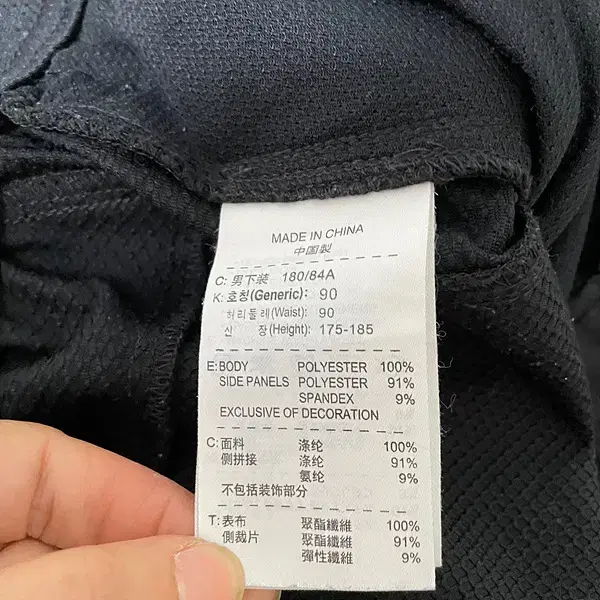 MADE IN CHINA
中国製
C: 男下装 180/84A
K: 호칭(Generic): 90
허리둘레(Waist): 90
신 장(Height): 175-185
E: BODY POLYESTER 100%
SIDE PANELS POLYESTER 91%
SPANDEX 9%
EXCLUSIVE OF DECORATION
C: 面料 涤纶 100%
侧拼接 涤纶 91%
氨纶 9%
不包括装饰部分
T: 表布 聚酯纖維 100%
側裁片 聚酯纖維 91%
彈性纖維 9%